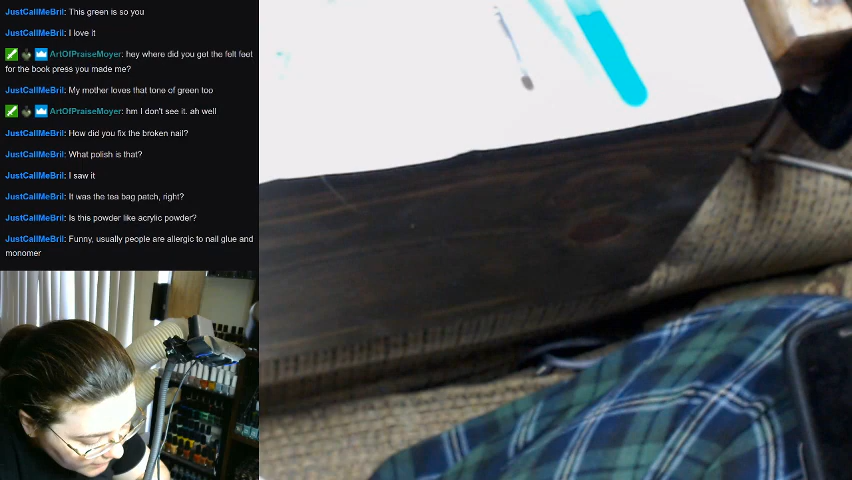 JustCallMeBril: This green is so you
JustCallMeBril: I love it
ArtOfPraiseMoyer: hey where did you get the felt feet
for the book press you made me?
JustCallMeBril: My mother loves that tone of green too
ArtOfPraiseMoyer: hm I don't see it. ah well
JustCallMeBril: How did you fix the broken nail?
JustCallMeBril: What polish is that?
JustCallMeBril: I saw it
JustCallMeBril: It was the tea bag patch, right?
JustCallMeBril: Is this powder like acrylic powder?
JustCallMeBril: Funny, usually people are allergic to nail glue and
monomer